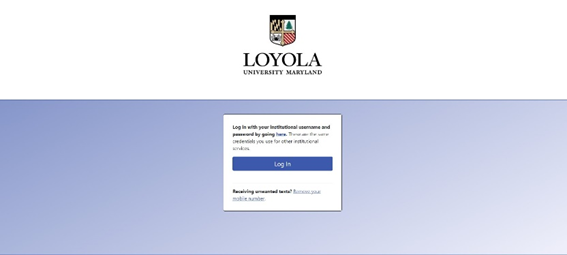 LOYOLA
UNIVERSITY MARYLAND
Log in with your institutional username and
password by going here. These are the same
credentials you use for other institutional
services.
Log In
Receiving unwanted texts? Remove your
mobile number.